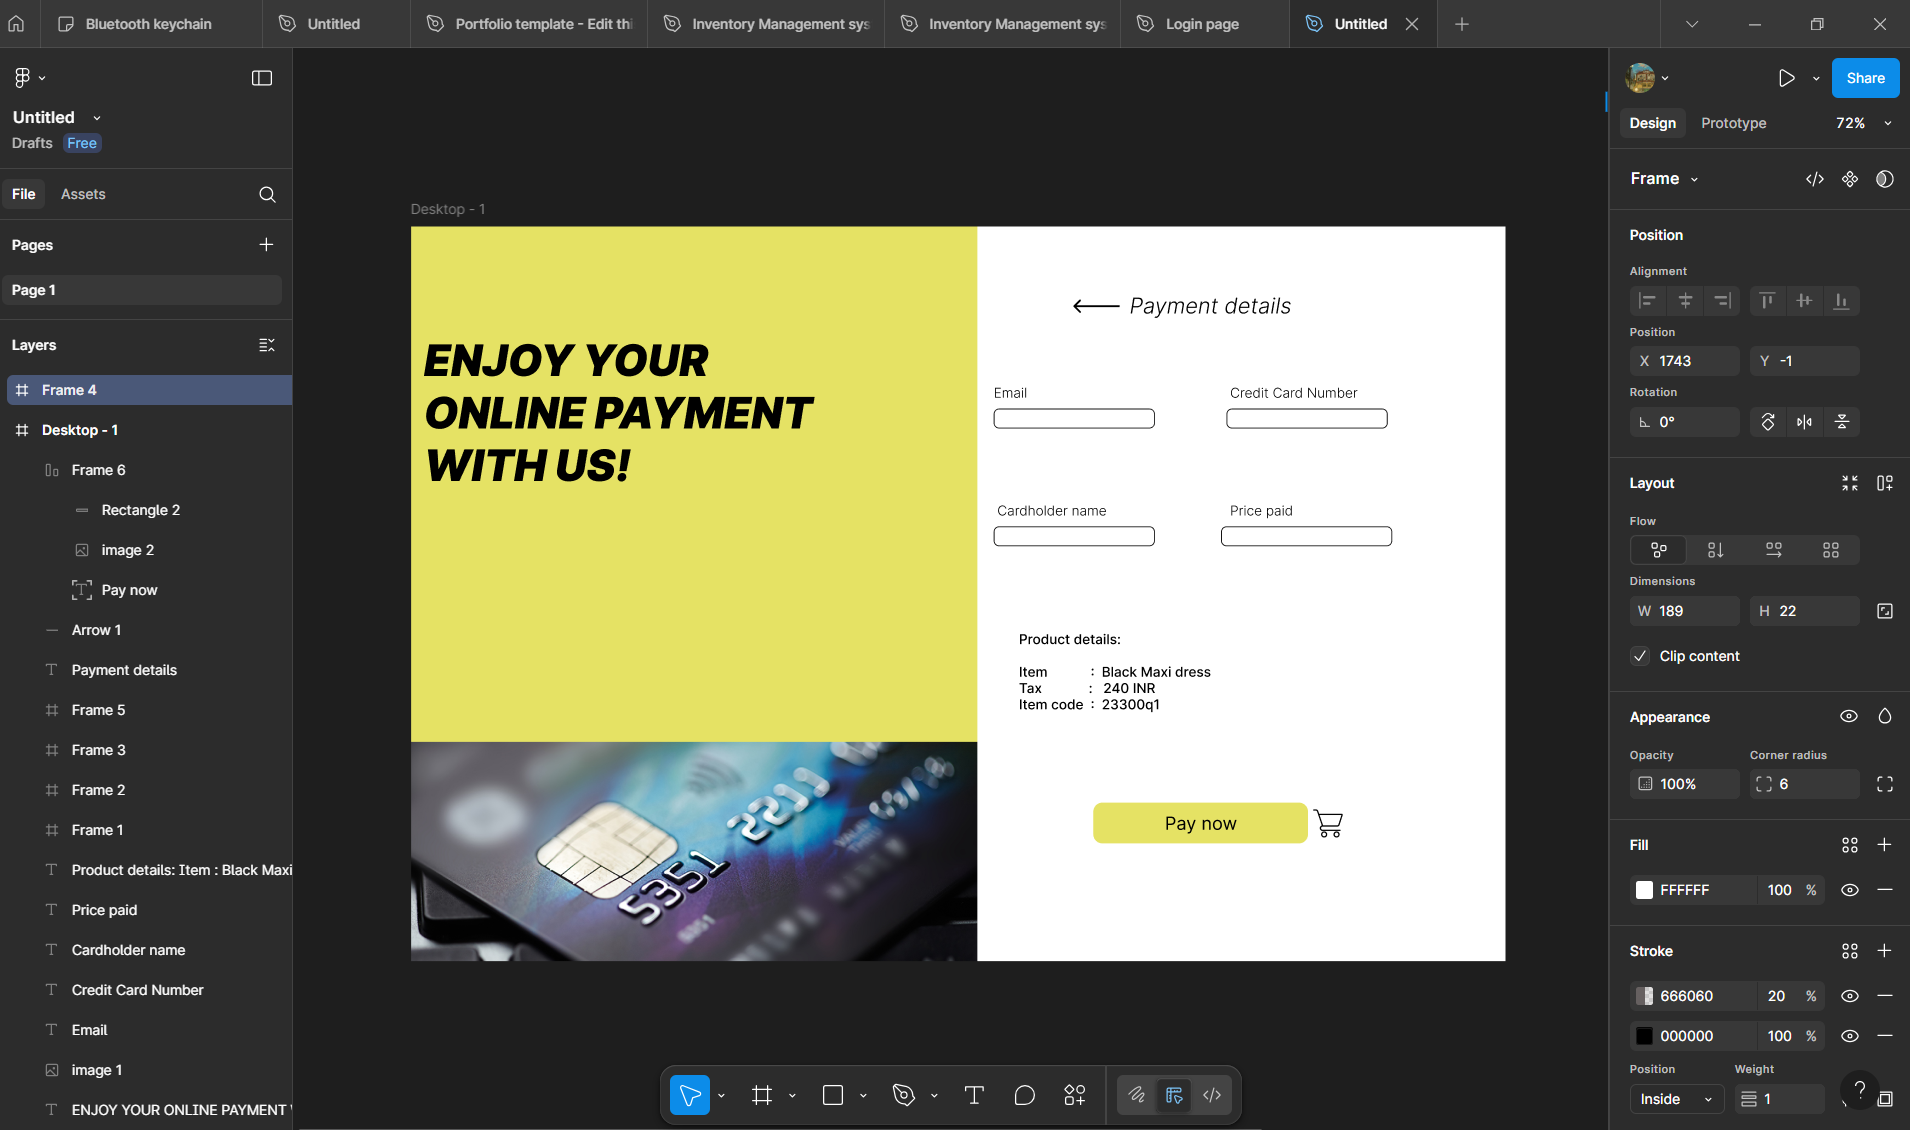 Bluetooth keychain
Untitled
Portfolio template - Edit thi
Inventory Management sys
Inventory Management sys
Login page
Untitled
Untitled
Drafts Free
File Assets
Pages
Page 1
Layers
Frame 4
Desktop - 1
Frame 6
Rectangle 2
image 2
Pay now
Arrow 1
Payment details
Frame 5
Frame 3
Frame 2
Frame 1
Product details: Item : Black Maxi
Price paid
Cardholder name
Credit Card Number
Email
image 1
ENJOY YOUR ONLINE PAYMENT
Desktop - 1
ENJOY YOUR
ONLINE PAYMENT
WITH US!
5351 2211
5351
VALID
THRU
Payment details
Email
Credit Card Number
Cardholder name
Price paid
Product details:
Item : Black Maxi dress
Tax : 240 INR
Item code : 23300q1
Pay now
Share
Design Prototype 72%
Frame
Position
Alignment
Position
X 1743 Y -1
Rotation
0°
Layout
Flow
Dimensions
W 189 H 22
Clip content
Appearance
Opacity Corner radius
100% 6
Fill
FFFFFF 100 %
Stroke
666060 20 %
000000 100 %
Position Weight
Inside 1
?